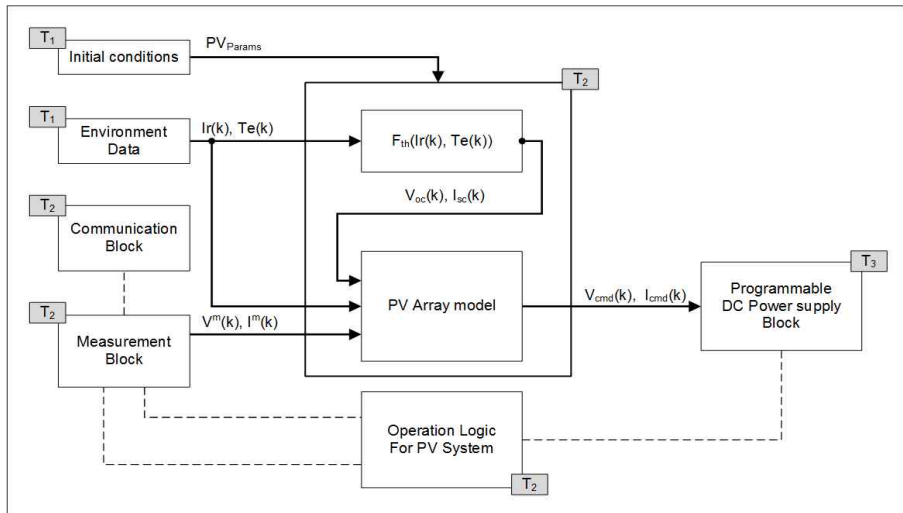 T1
Initial conditions
PVParams
T2
T1
Environment
Data
Ir(k), Te(k)
Fth(Ir(k), Te(k))
Voc(k), Isc(k)
T2
Communication
Block
T2
Measurement
Block
Vm(k), Im(k)
PV Array model
Vcmd(k), Icmd(k)
T3
Programmable
DC Power supply
Block
Operation Logic
For PV System
T2